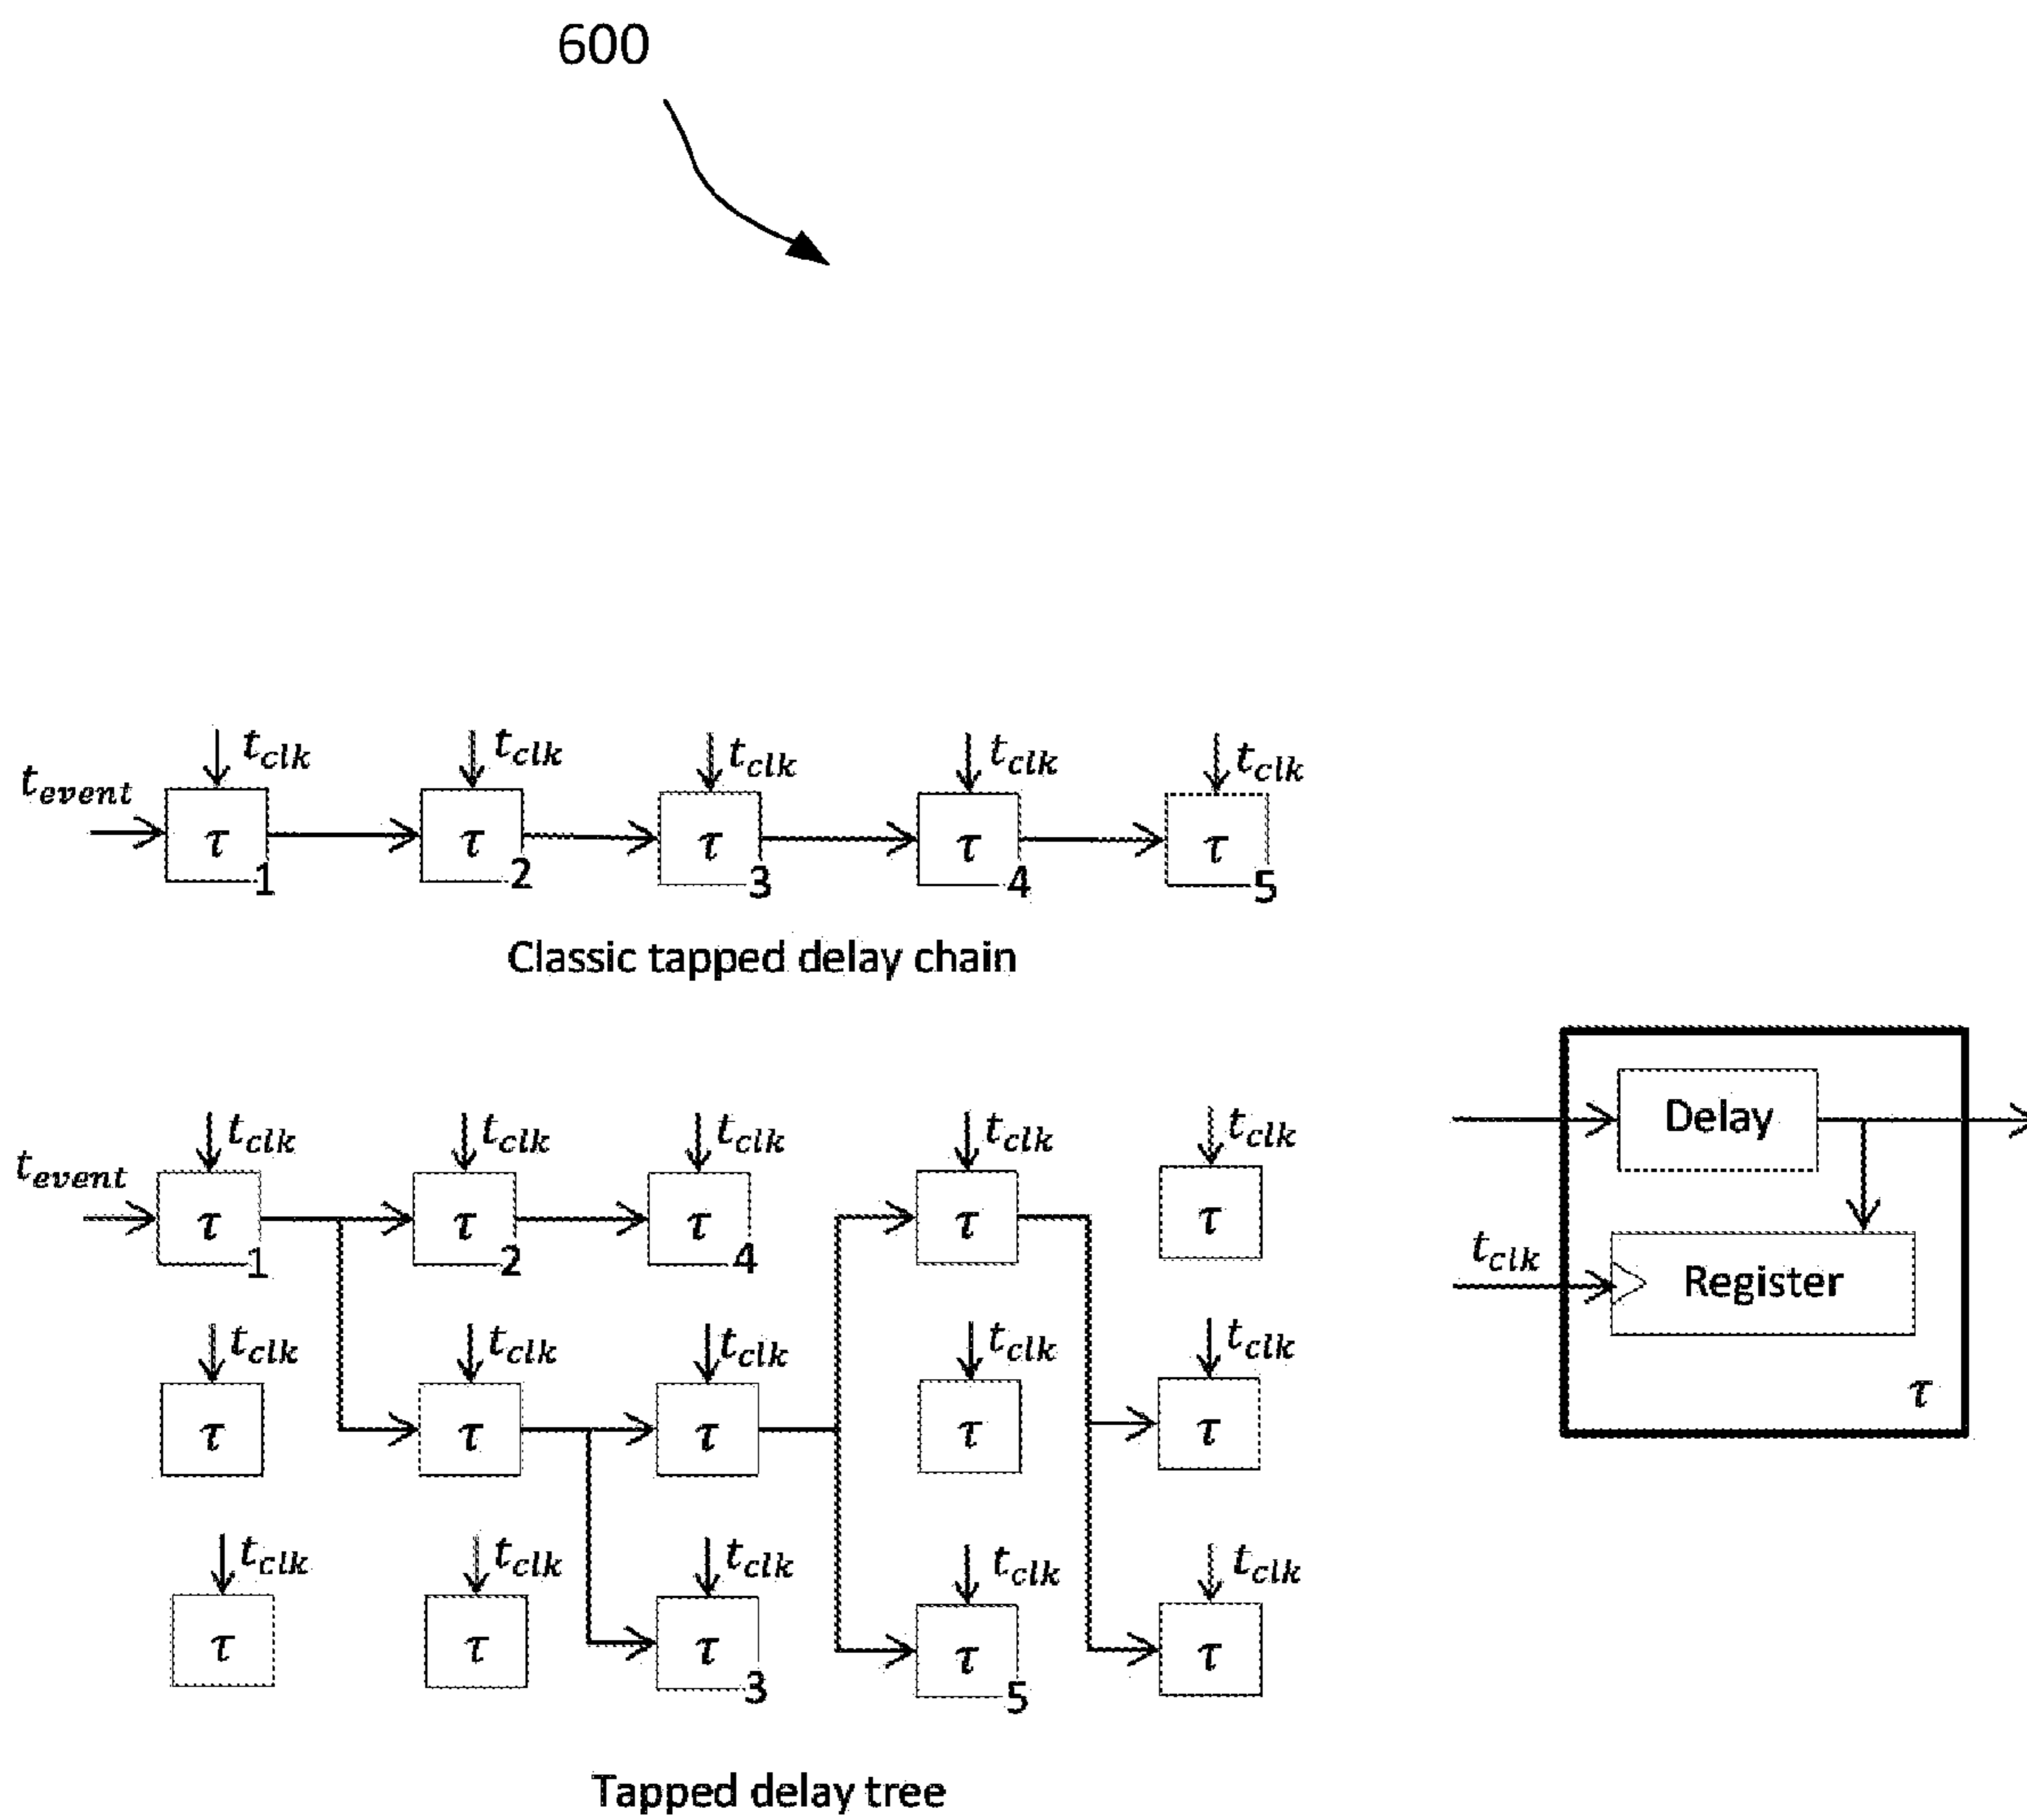 600
t_clk t_clk t_clk t_clk t_clk
t_event
τ τ τ τ τ
1 2 3 4 5
Classic tapped delay chain
t_clk t_clk t_clk t_clk t_clk
t_event
τ τ τ τ τ
1 2 4
t_clk t_clk t_clk t_clk t_clk
τ τ τ τ τ
t_clk t_clk t_clk t_clk t_clk
τ τ τ τ τ
3 5
Tapped delay tree
Delay
t_clk
Register
τ